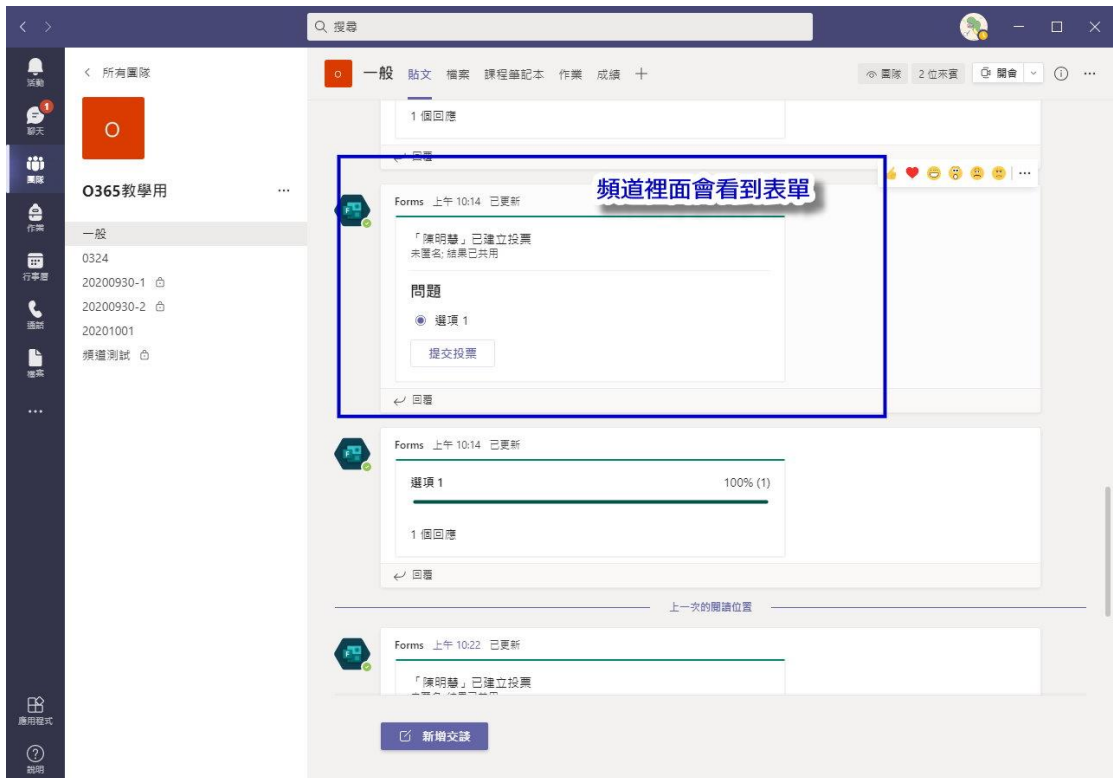 搜尋
活動
聊天
1
團隊
作業
行事曆
通話
檔案
應用程式
說明
所有團隊
O
O365教學用
一般
0324
20200930-1
20200930-2
20201001
頻道測試
O 一般 貼文 檔案 課程筆記本 作業 成績
團隊 2 位來賓 開會
1 個回應
回覆
頻道裡面會看到表單
Forms 上午 10:14 已更新
「陳明慧」已建立投票
未匿名; 結果已共用
問題
選項 1
提交投票
回覆
Forms 上午 10:14 已更新
選項 1 100% (1)
1 個回應
回覆
上一次的閱讀位置
Forms 上午 10:22 已更新
「陳明慧」已建立投票
新增交談